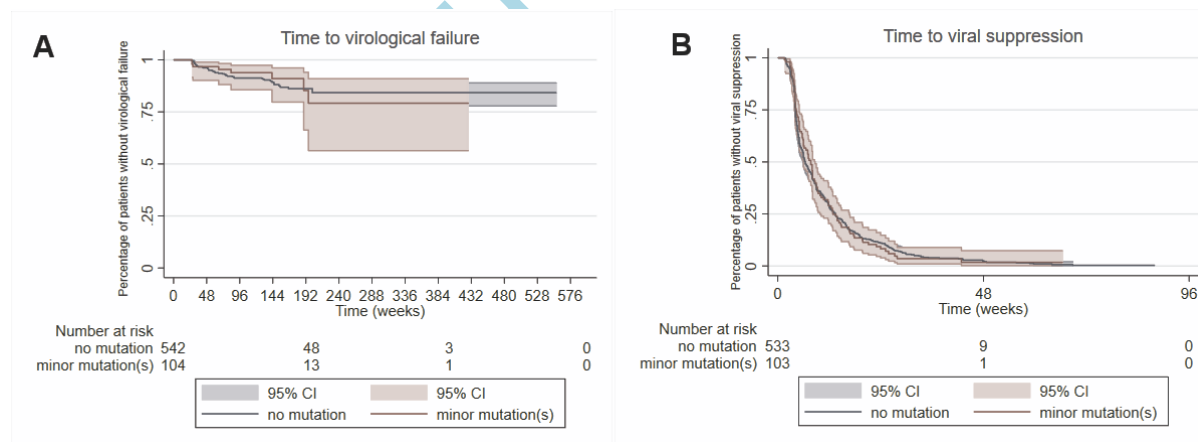 A
Time to virological failure
Percentage of patients without virological failure
1
.75
.5
.25
0
0 48 96 144 192 240 288 336 384 432 480 528 576
Time (weeks)
Number at risk
no mutation 542 48 3 0
minor mutation(s) 104 13 1 0
95% CI 95% CI
no mutation minor mutation(s)
B
Time to viral suppression
Percentage of patients without viral suppression
1
.75
.5
.25
0
0 48 96
Time (weeks)
Number at risk
no mutation 533 9 0
minor mutation(s) 103 1 0
95% CI 95% CI
no mutation minor mutation(s)